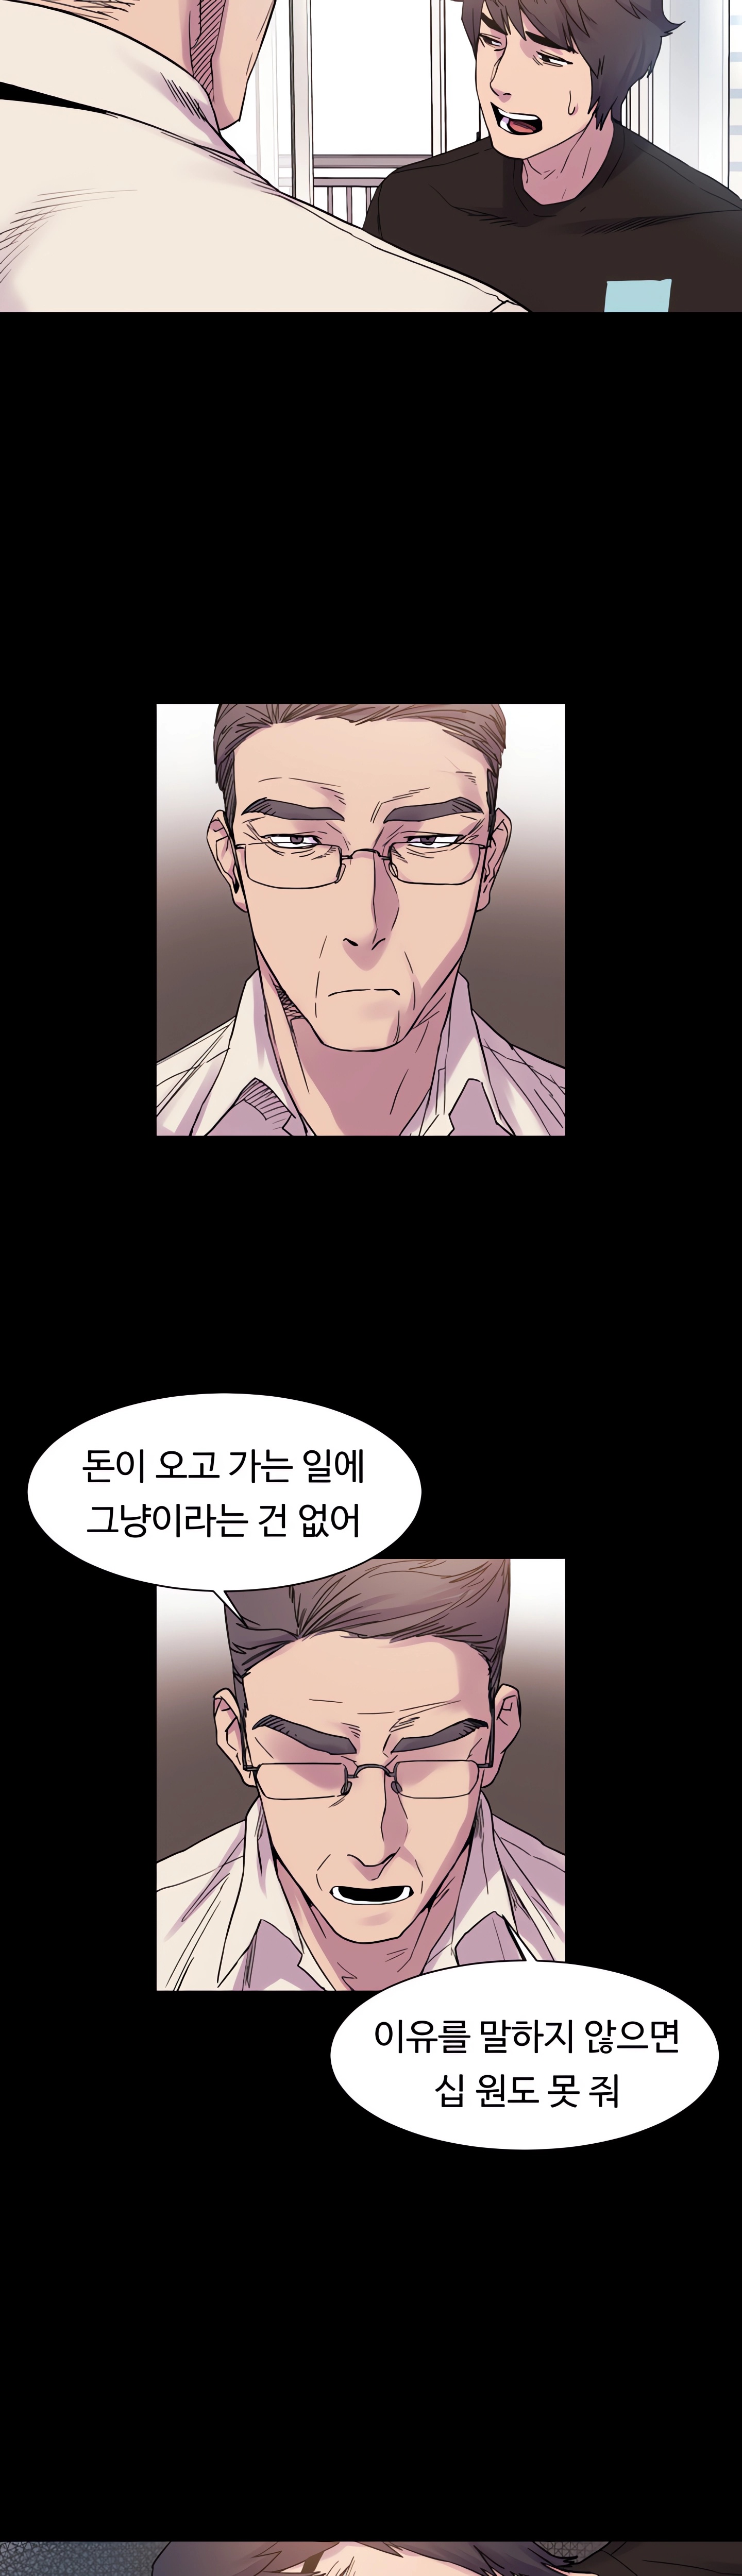 돈이 오고 가는 일에
그냥이라는 건 없어
이유를 말하지 않으면
십 원도 못 줘